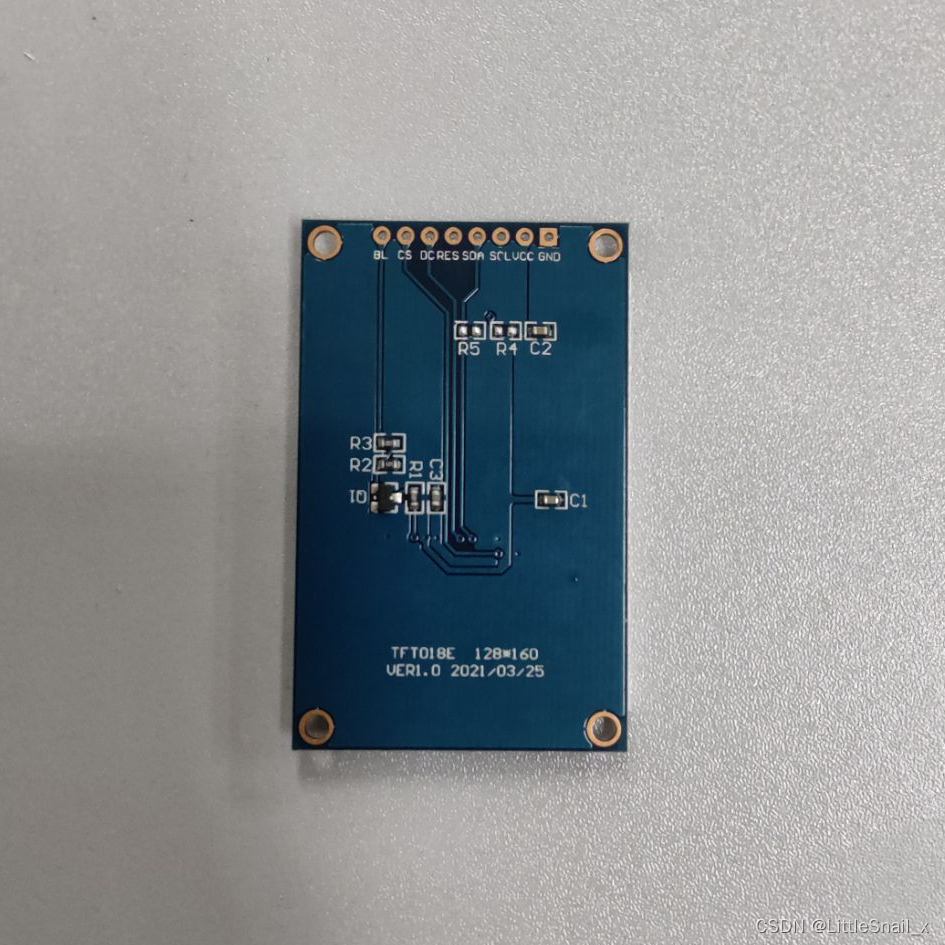 BL CS DC RES SDA SCL VCC GND
R5 R4 C2
R3
R2
R1
C3
Q1
C1
TFT018E 128*160
VER1.0 2021/03/25
CSDN @LittleSnail_x